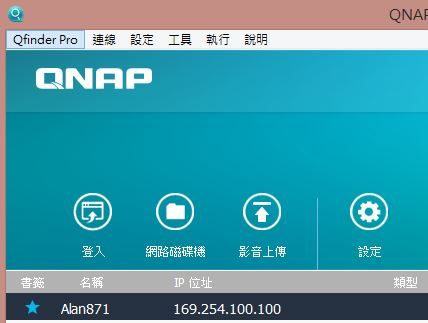 QNAP
Qfinder Pro 連線 設定 工具 執行 說明
QNAP
登入 網路磁碟機 影音上傳 設定
書籤 名稱 IP 位址 類型
Alan871 169.254.100.100